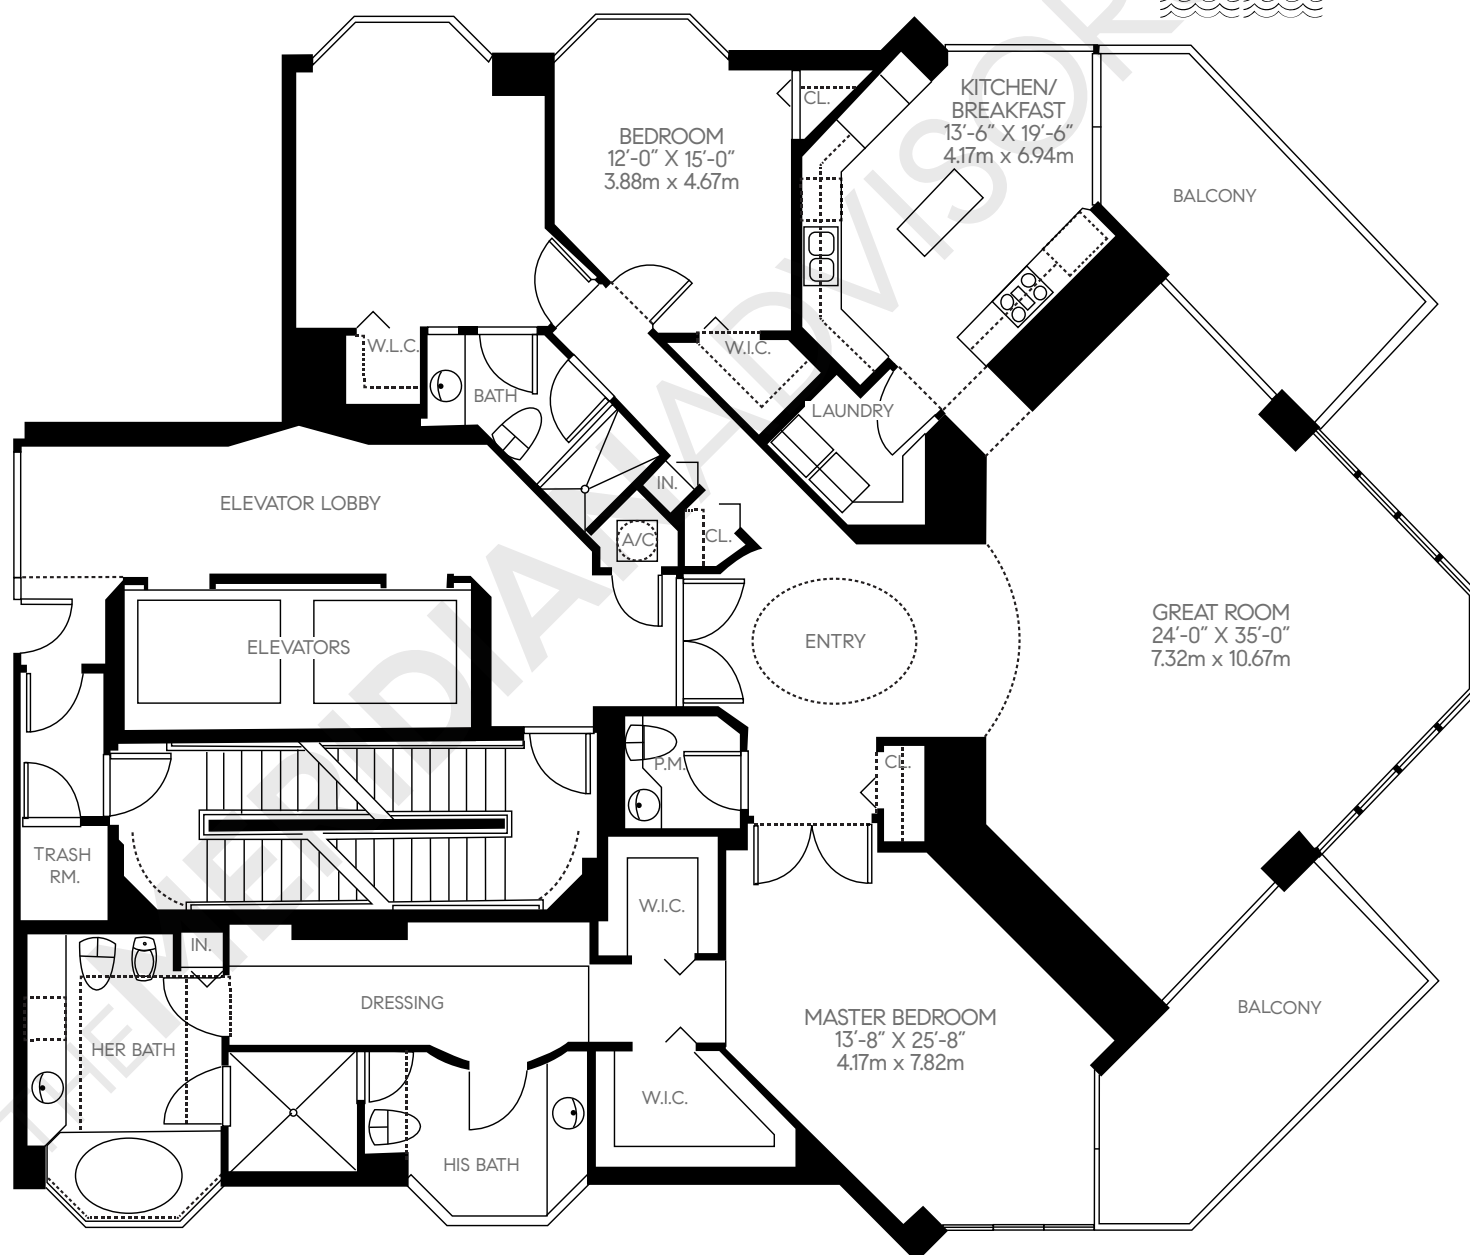 CL.
KITCHEN/
BREAKFAST
13'-6" X 19'-6"
4.17m x 6.94m
BEDROOM
12'-0" X 15'-0"
3.88m x 4.67m
BALCONY
W.L.C.
W.I.C.
BATH
LAUNDRY
IN.
ELEVATOR LOBBY
A/C
CL.
ELEVATORS
ENTRY
GREAT ROOM
24'-0" X 35'-0"
7.32m x 10.67m
P.M.
CL.
TRASH
RM.
W.I.C.
IN.
DRESSING
HER BATH
MASTER BEDROOM
13'-8" X 25'-8"
4.17m x 7.82m
BALCONY
W.I.C.
HIS BATH
THE MERIDIAN ADVISOR